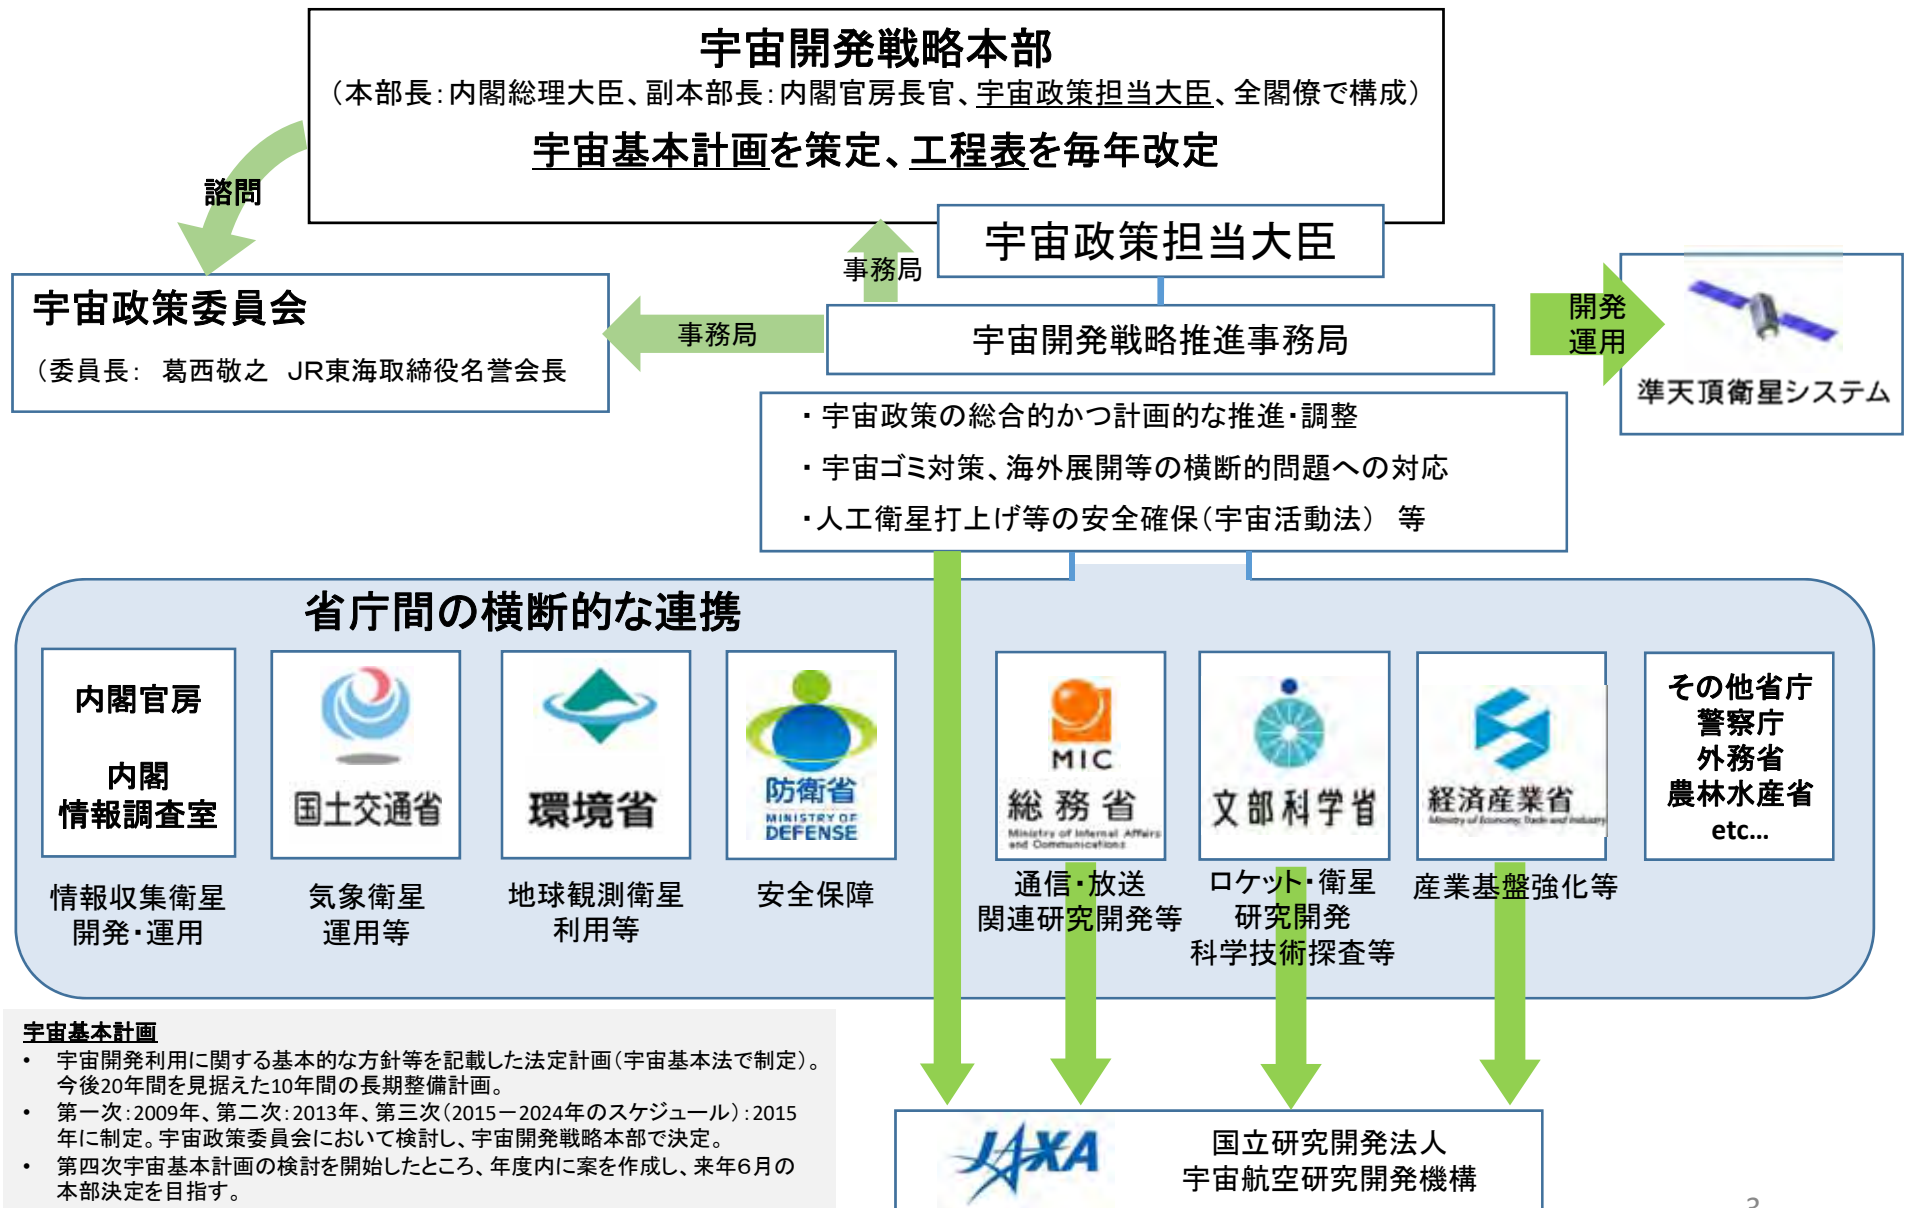 宇宙開発戦略本部
（本部長：内閣総理大臣、副本部長：内閣官房長官、宇宙政策担当大臣、全閣僚で構成）
宇宙基本計画を策定、工程表を毎年改定
諮問
宇宙政策担当大臣
事務局
宇宙政策委員会
（委員長：　葛西敬之　ＪＲ東海取締役名誉会長
事務局
宇宙開発戦略推進事務局
開発
運用
準天頂衛星システム
・宇宙政策の総合的かつ計画的な推進・調整
・宇宙ゴミ対策、海外展開等の横断的問題への対応
・人工衛星打上げ等の安全確保（宇宙活動法）　等
省庁間の横断的な連携
内閣官房
内閣
情報調査室
情報収集衛星
開発・運用
国土交通省
気象衛星
運用等
環境省
地球観測衛星
利用等
防衛省
MINISTRY OF
DEFENSE
安全保障
MIC
総務省
Ministry of Internal Affairs
and Communications
通信・放送
関連研究開発等
文部科学省
ロケット・衛星
研究開発
科学技術探査等
経済産業省
Ministry of Economy, Trade and Industry
産業基盤強化等
その他省庁
警察庁
外務省
農林水産省
etc…
宇宙基本計画
• 宇宙開発利用に関する基本的な方針等を記載した法定計画（宇宙基本法で制定）。
今後20年間を見据えた10年間の長期整備計画。
• 第一次：2009年、第二次：2013年、第三次（2015－2024年のスケジュール）：2015
年に制定。宇宙政策委員会において検討し、宇宙開発戦略本部で決定。
• 第四次宇宙基本計画の検討を開始したところ、年度内に案を作成し、来年６月の
本部決定を目指す。
JAXA
国立研究開発法人
宇宙航空研究開発機構
3